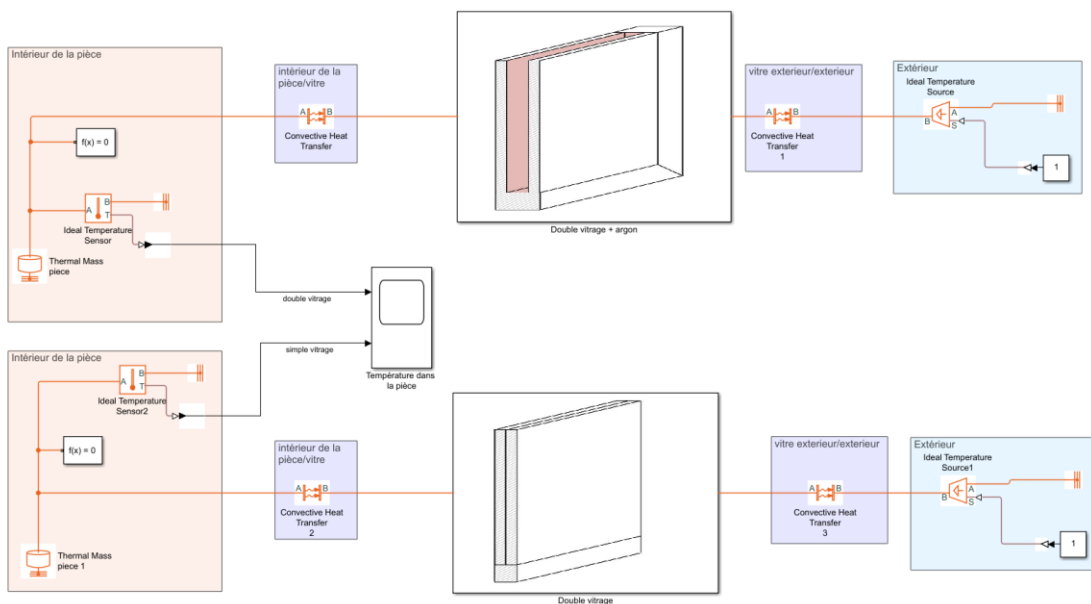 Intérieur de la pièce
f(x) = 0
A
B
T
Ideal Temperature
Sensor
Thermal Mass
piece
intérieur de la
pièce/vitre
A B
Convective Heat
Transfer
Double vitrage + argon
vitre exterieur/exterieur
A B
Convective Heat
Transfer
1
Extérieur
Ideal Temperature
Source
B
A
S
1
double vitrage
simple vitrage
Température dans
la pièce
Intérieur de la pièce
A
B
T
Ideal Temperature
Sensor2
f(x) = 0
Thermal Mass
piece 1
intérieur de la
pièce/vitre
A B
Convective Heat
Transfer
2
Double vitrage
vitre exterieur/exterieur
A B
Convective Heat
Transfer
3
Extérieur
Ideal Temperature
Source1
B
A
S
1